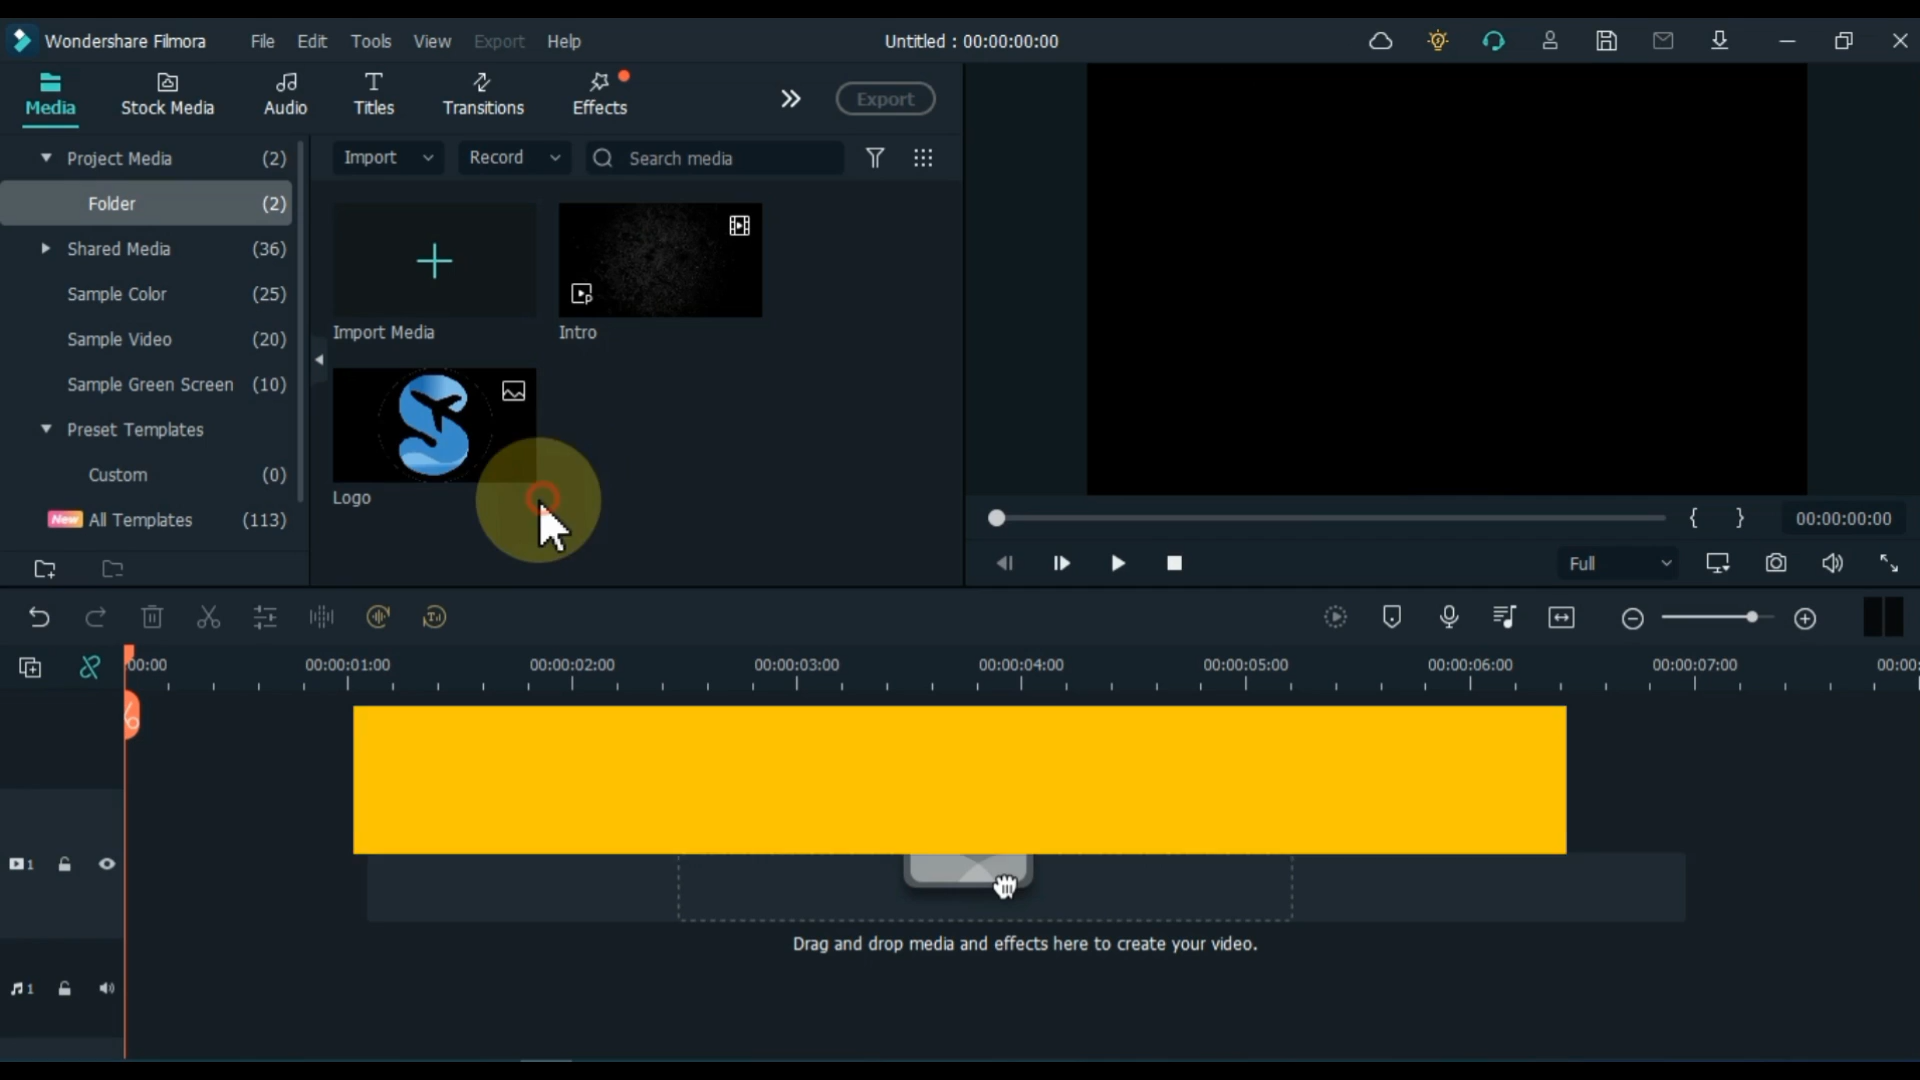 Wondershare Filmora File Edit Tools View Export Help Untitled : 00:00:00:00
Media Stock Media Audio Titles Transitions Effects Export
Project Media (2)
Folder (2)
Shared Media (36)
Sample Color (25)
Sample Video (20)
Sample Green Screen (10)
Preset Templates
Custom (0)
New All Templates (113)
Import Record Search media
Import Media Intro
Logo
00:00:00:00
Full
00:00 00:00:01:00 00:00:02:00 00:00:03:00 00:00:04:00 00:00:05:00 00:00:06:00 00:00:07:00 00:00:
1
Drag and drop media and effects here to create your video.
1